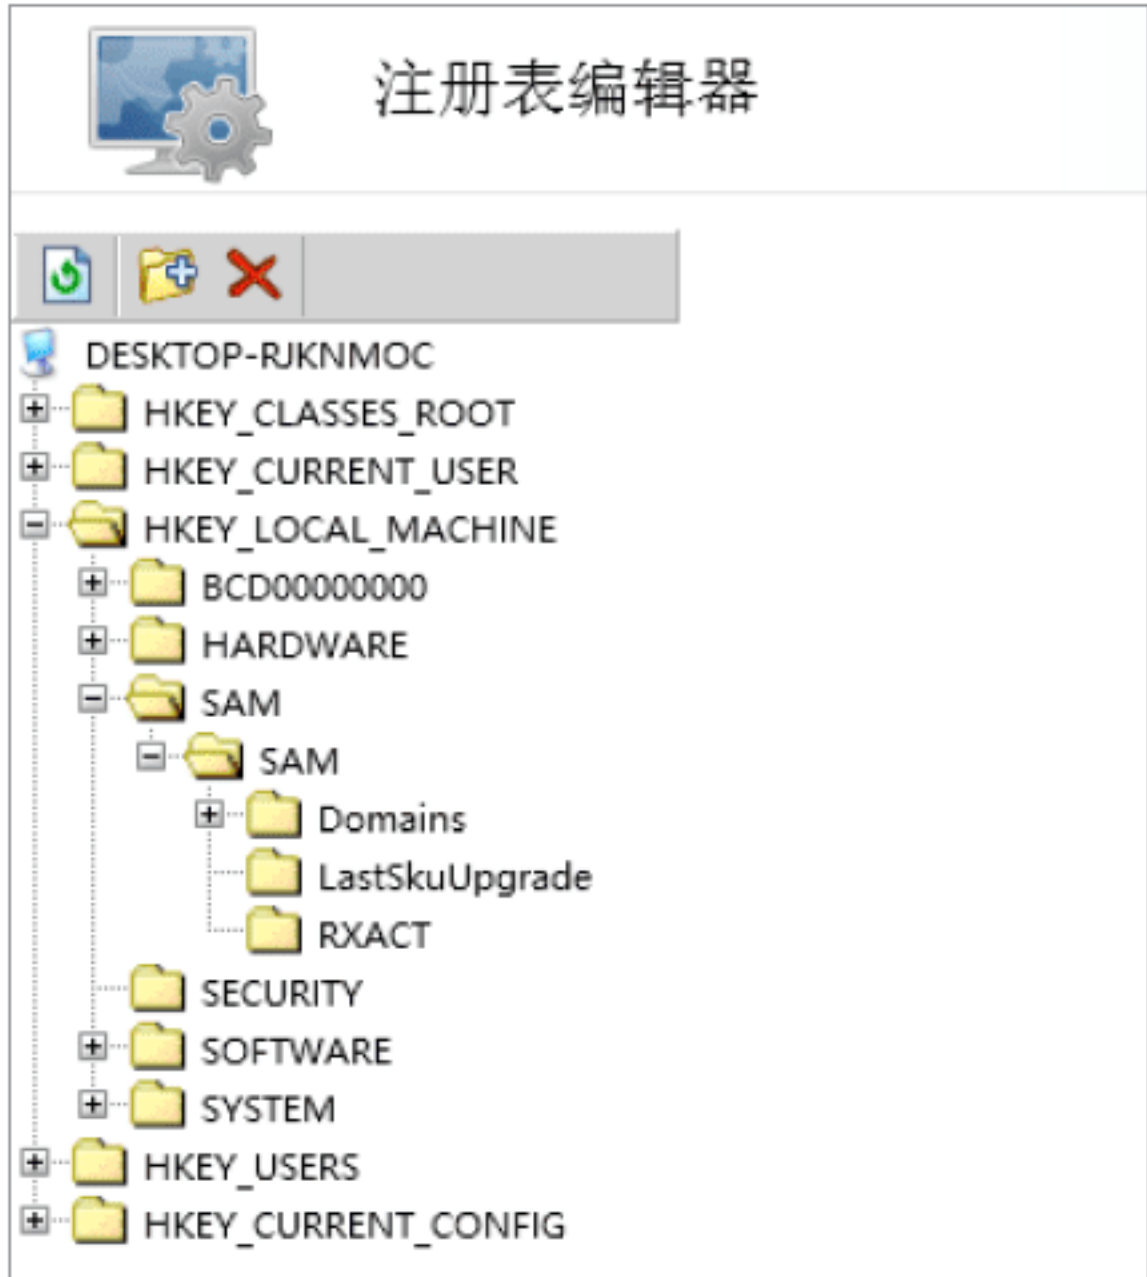 注册表编辑器
DESKTOP-RJKNMOC
HKEY_CLASSES_ROOT
HKEY_CURRENT_USER
HKEY_LOCAL_MACHINE
BCD00000000
HARDWARE
SAM
SAM
Domains
LastSkuUpgrade
RXACT
SECURITY
SOFTWARE
SYSTEM
HKEY_USERS
HKEY_CURRENT_CONFIG